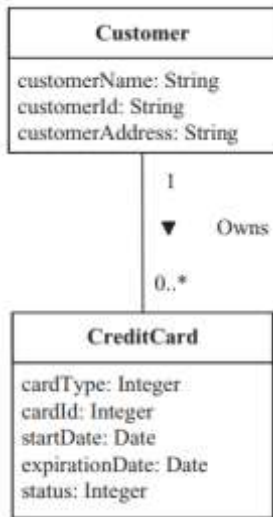 Customer
customerName: String
customerId: String
customerAddress: String
1
▼ Owns
0..*
CreditCard
cardType: Integer
cardId: Integer
startDate: Date
expirationDate: Date
status: Integer